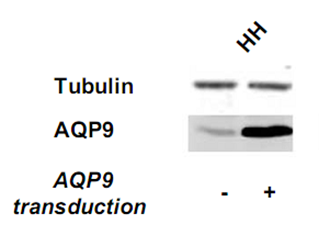 HH
Tubulin
AQP9
AQP9
transduction - +